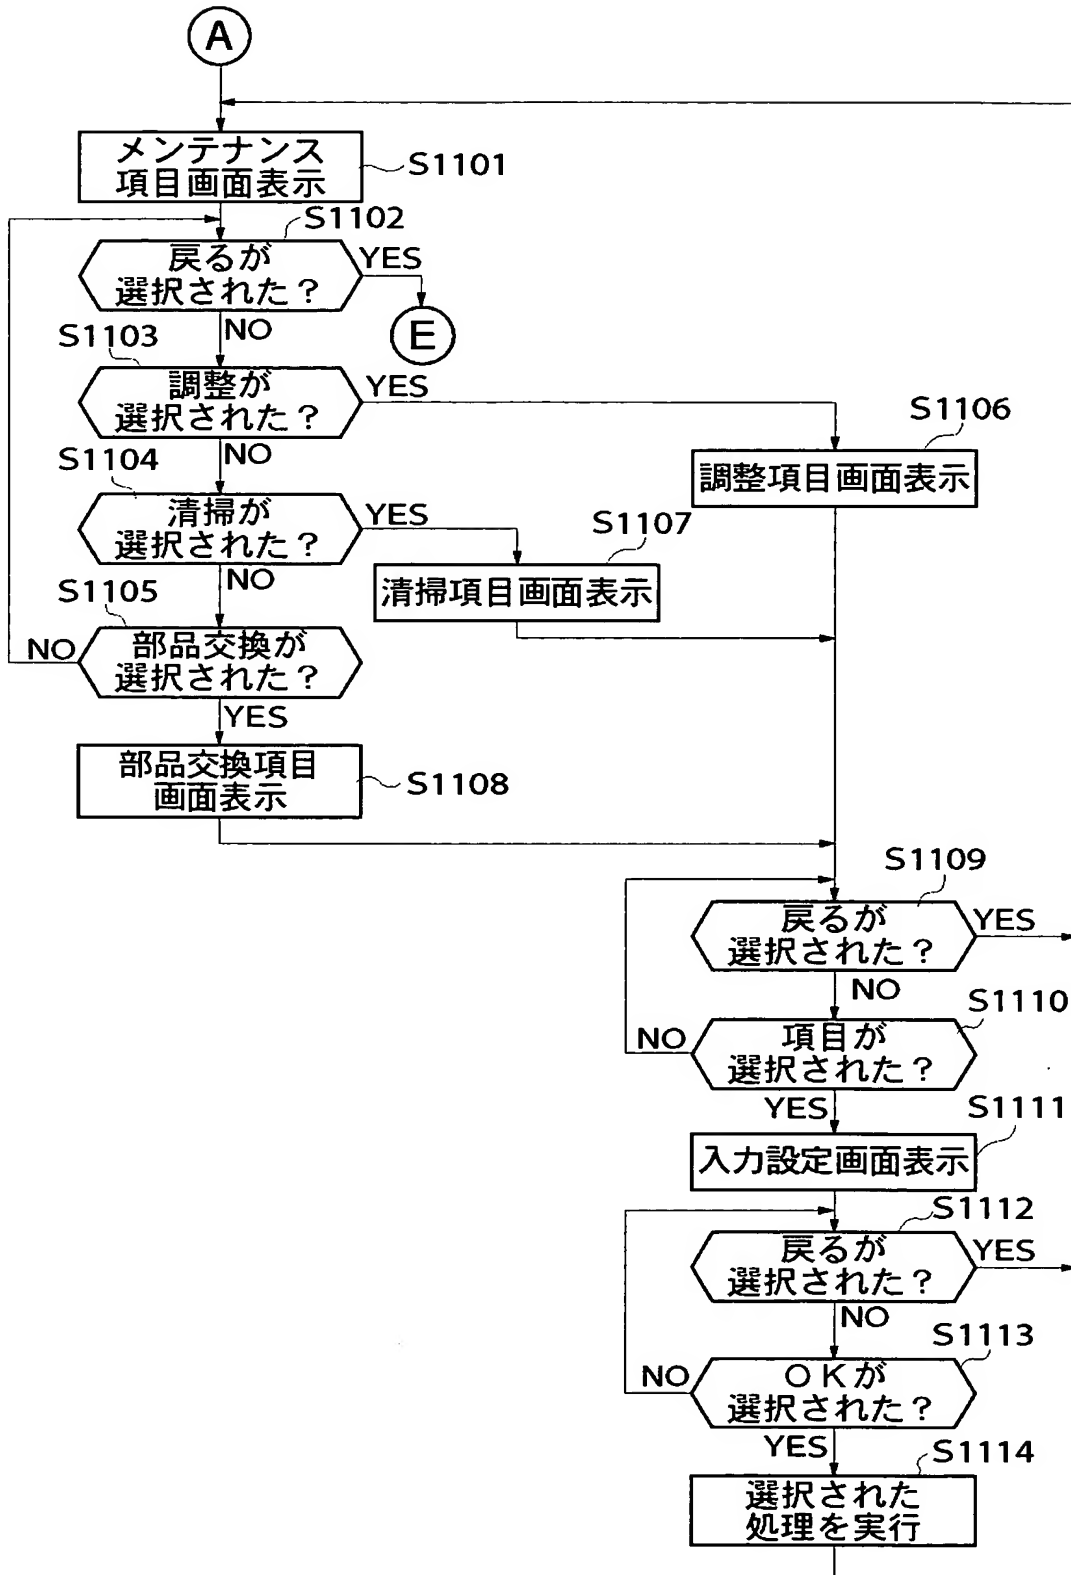 A
メンテナンス
項目画面表示
S1101
S1102
戻るが
選択された？
YES
E
NO
S1103
調整が
選択された？
YES
NO
S1106
調整項目画面表示
S1104
清掃が
選択された？
YES
NO
S1107
清掃項目画面表示
S1105
部品交換が
選択された？
NO
YES
部品交換項目
画面表示
S1108
S1109
戻るが
選択された？
YES
NO
S1110
項目が
選択された？
NO
YES
S1111
入力設定画面表示
S1112
戻るが
選択された？
YES
NO
S1113
ＯＫが
選択された？
NO
YES
S1114
選択された
処理を実行